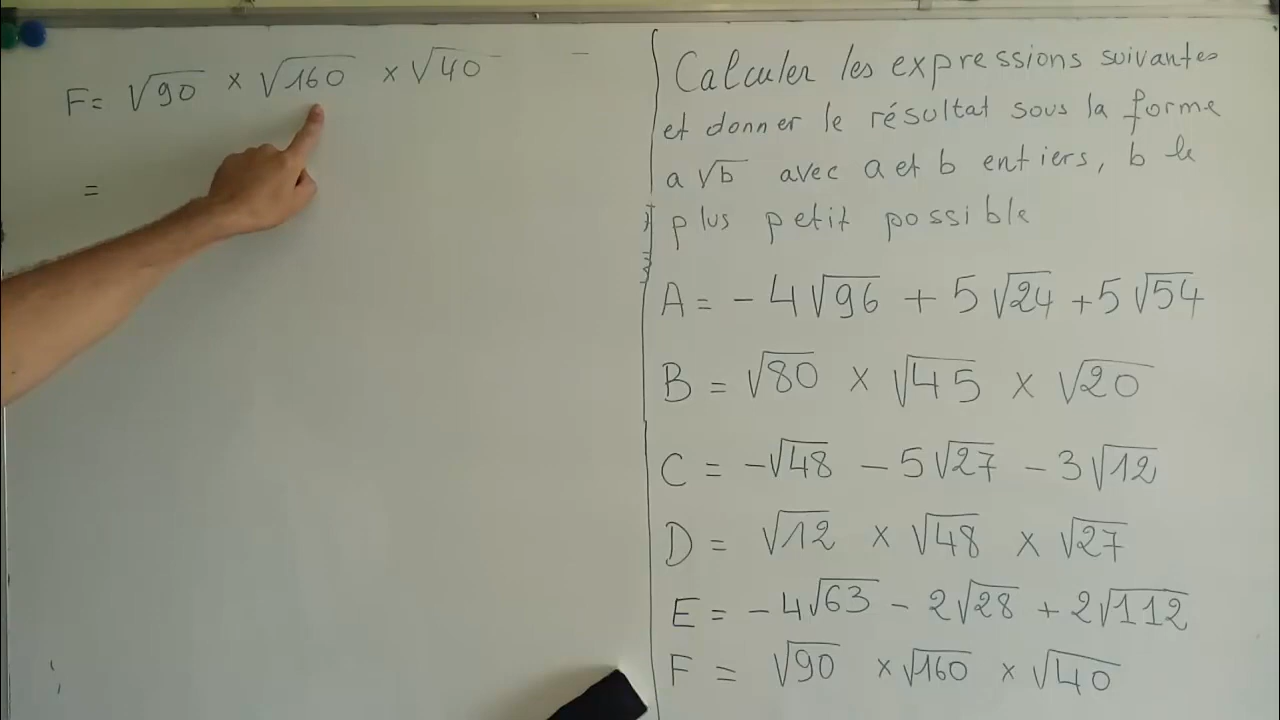 F = √90 × √160 × √40
=
Calculer les expressions suivantes
et donner le résultat sous la forme
a√b avec a et b entiers, b le
plus petit possible
A = - 4√96 + 5√24 + 5√54
B = √80 × √45 × √20
C = -√48 - 5√27 - 3√12
D = √12 × √48 × √27
E = - 4√63 - 2√28 + 2√112
F = √90 × √160 × √40